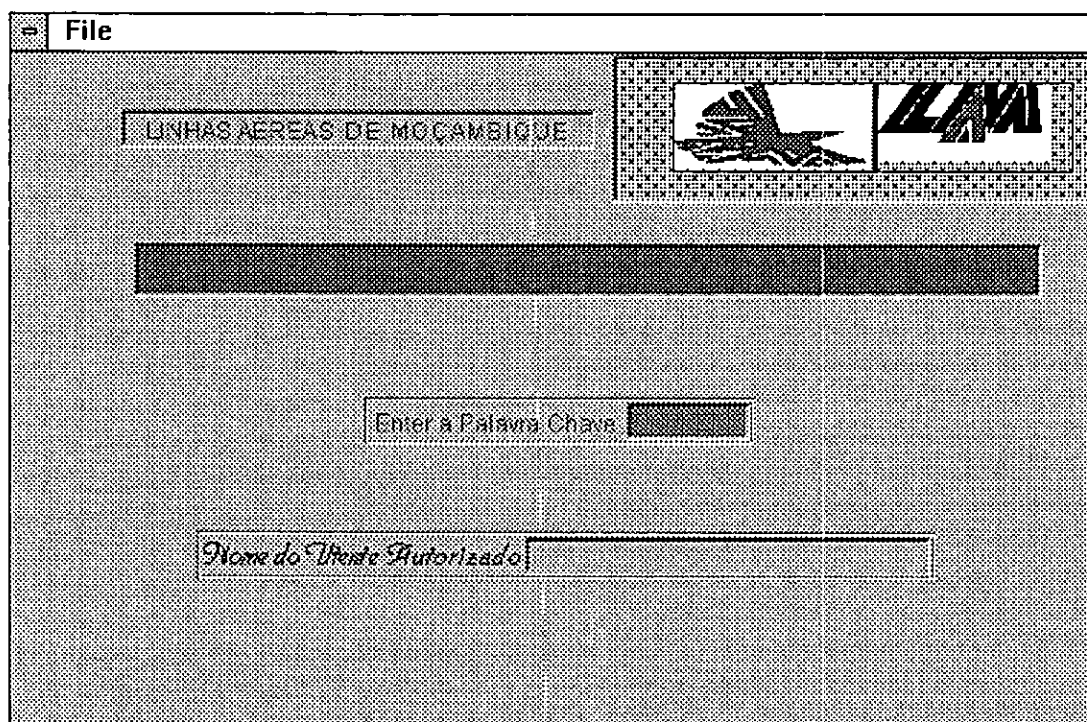 File
LINHAS AEREAS DE MOÇAMBIQUE
Enter a Palavra Chave
Nome do Utente Autorizado